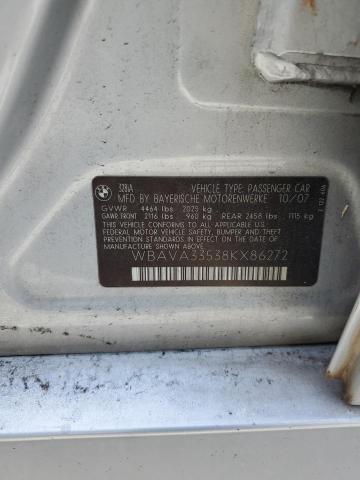 BMW
328iA VEHICLE TYPE: PASSENGER CAR
MFD BY BAYERISCHE MOTORENWERKE 10/07
GVWR 4464 lbs 2025 kg
GAWR FRONT 2116 lbs 960 kg REAR 2458 lbs 1115 kg
THIS VEHICLE CONFORMS TO ALL APPLICABLE U.S.
FEDERAL MOTOR VEHICLE SAFETY, BUMPER AND THEFT
PREVENTION STANDARDS IN EFFECT ON THE DATE OF
MANUFACTURE SHOWN ABOVE.
WBAVA33538KX86272